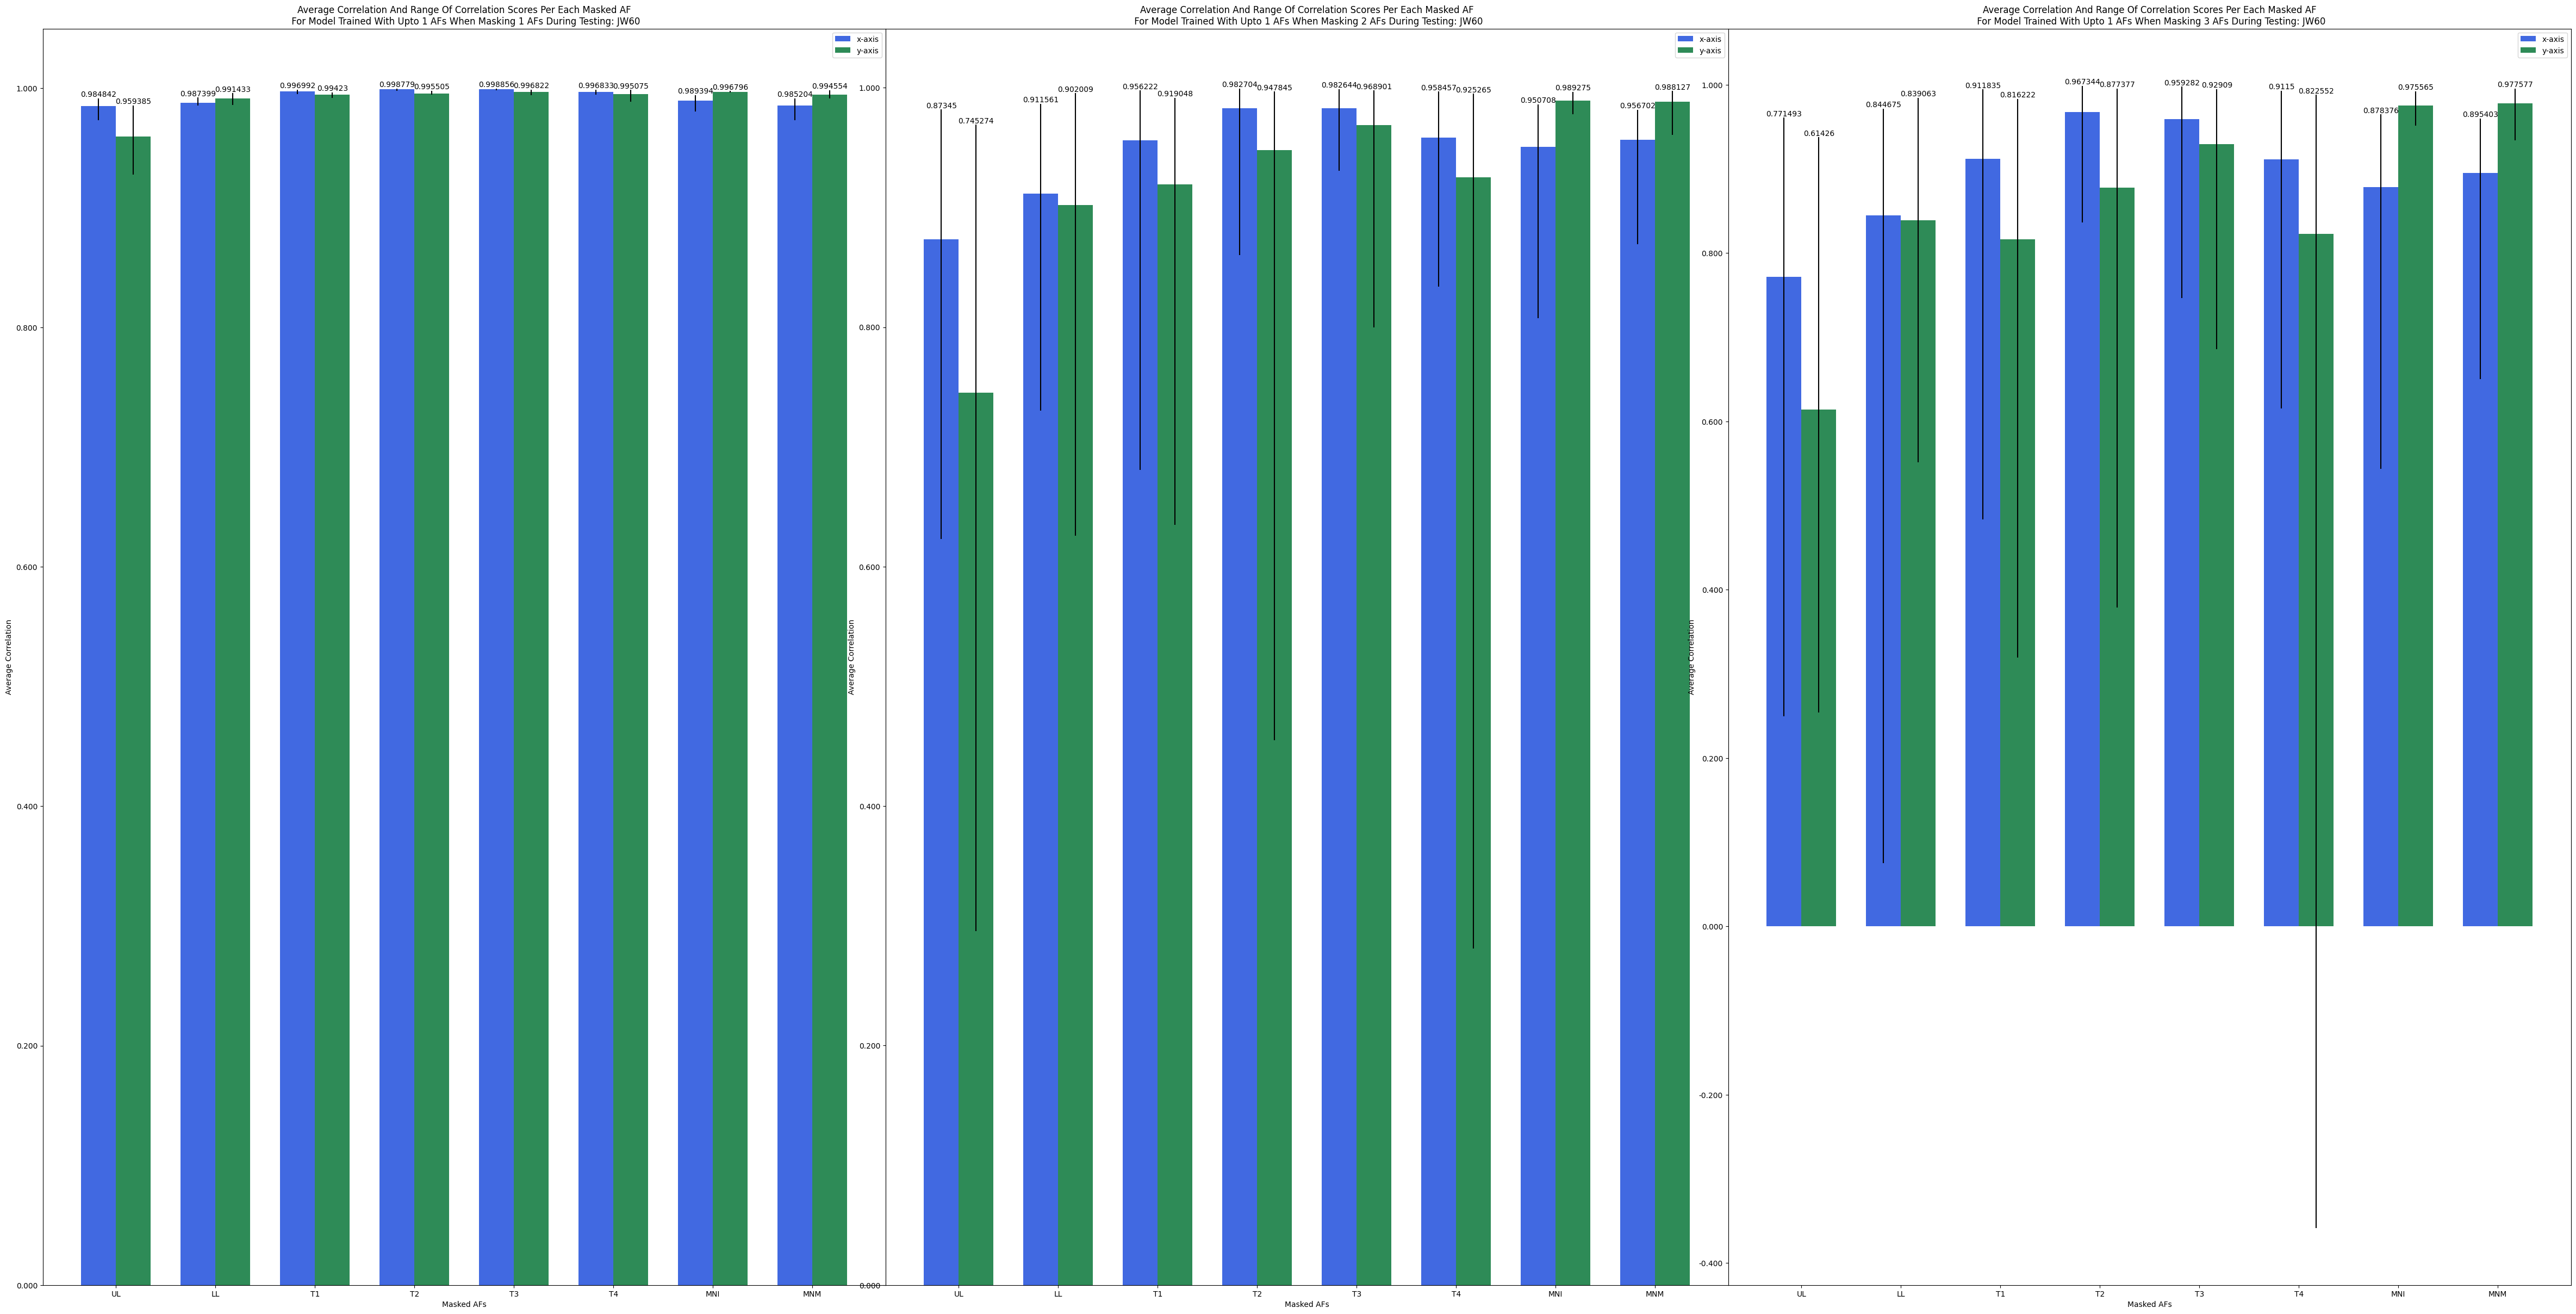 Average Correlation And Range Of Correlation Scores Per Each Masked AF
For Model Trained With Upto 1 AFs When Masking 1 AFs During Testing: JW60
x-axis
y-axis
0.984842
0.959385
0.987399
0.991433
0.996992
0.99423
0.998779
0.995505
0.998856
0.996822
0.996833
0.995075
0.989394
0.996796
0.985204
0.994554
1.000
0.800
0.600
0.400
0.200
0.000
Average Correlation
UL
LL
T1
T2
T3
T4
MNI
MNM
Masked AFs
Average Correlation And Range Of Correlation Scores Per Each Masked AF
For Model Trained With Upto 1 AFs When Masking 2 AFs During Testing: JW60
x-axis
y-axis
0.87345
0.745274
0.911561
0.902009
0.956222
0.919048
0.982704
0.947845
0.982644
0.968901
0.958457
0.925265
0.950708
0.989275
0.956702
0.988127
1.000
0.800
0.600
0.400
0.200
0.000
Average Correlation
UL
LL
T1
T2
T3
T4
MNI
MNM
Masked AFs
Average Correlation And Range Of Correlation Scores Per Each Masked AF
For Model Trained With Upto 1 AFs When Masking 3 AFs During Testing: JW60
x-axis
y-axis
0.771493
0.61426
0.844675
0.839063
0.911835
0.816222
0.967344
0.877377
0.959282
0.92909
0.9115
0.822552
0.878376
0.975565
0.895403
0.977577
1.000
0.800
0.600
0.400
0.200
0.000
-0.200
-0.400
Average Correlation
UL
LL
T1
T2
T3
T4
MNI
MNM
Masked AFs